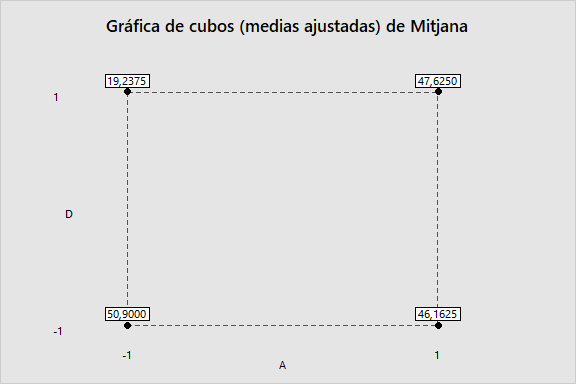 Gráfica de cubos (medias ajustadas) de Mitjana
19,2375 47,6250
1
D
50,9000 46,1625
-1
-1 1
A